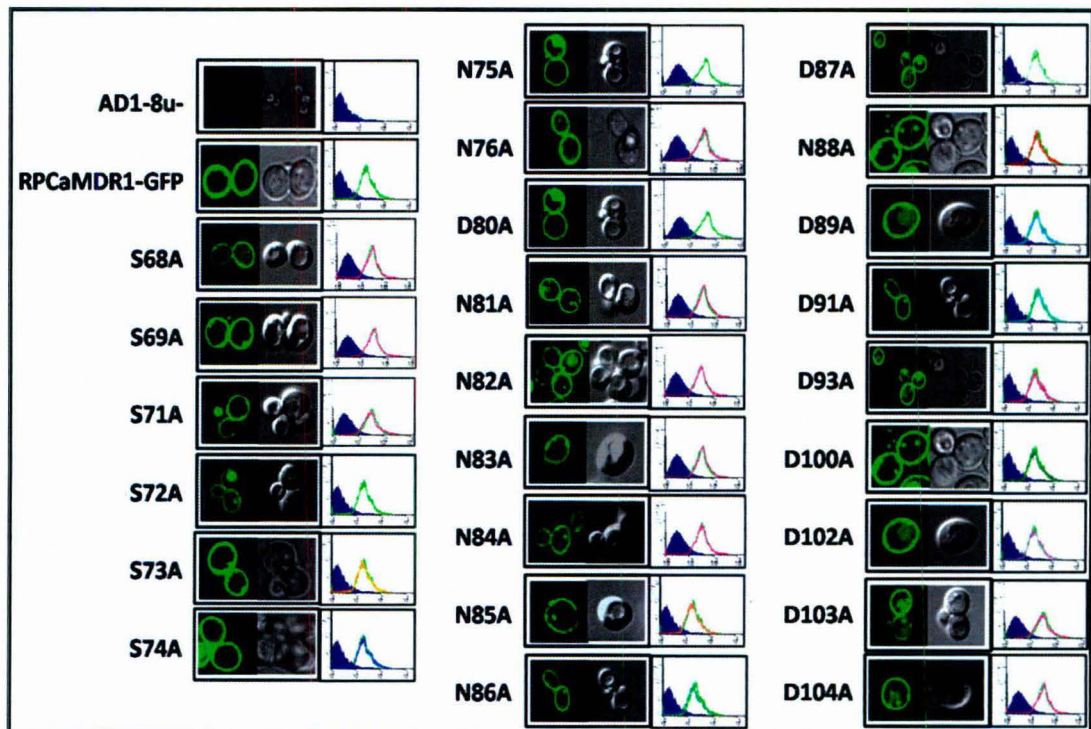 AD1-8u-
RPCaMDR1-GFP
S68A
S69A
S71A
S72A
S73A
S74A
N75A
N76A
D80A
N81A
N82A
N83A
N84A
N85A
N86A
D87A
N88A
D89A
D91A
D93A
D100A
D102A
D103A
D104A